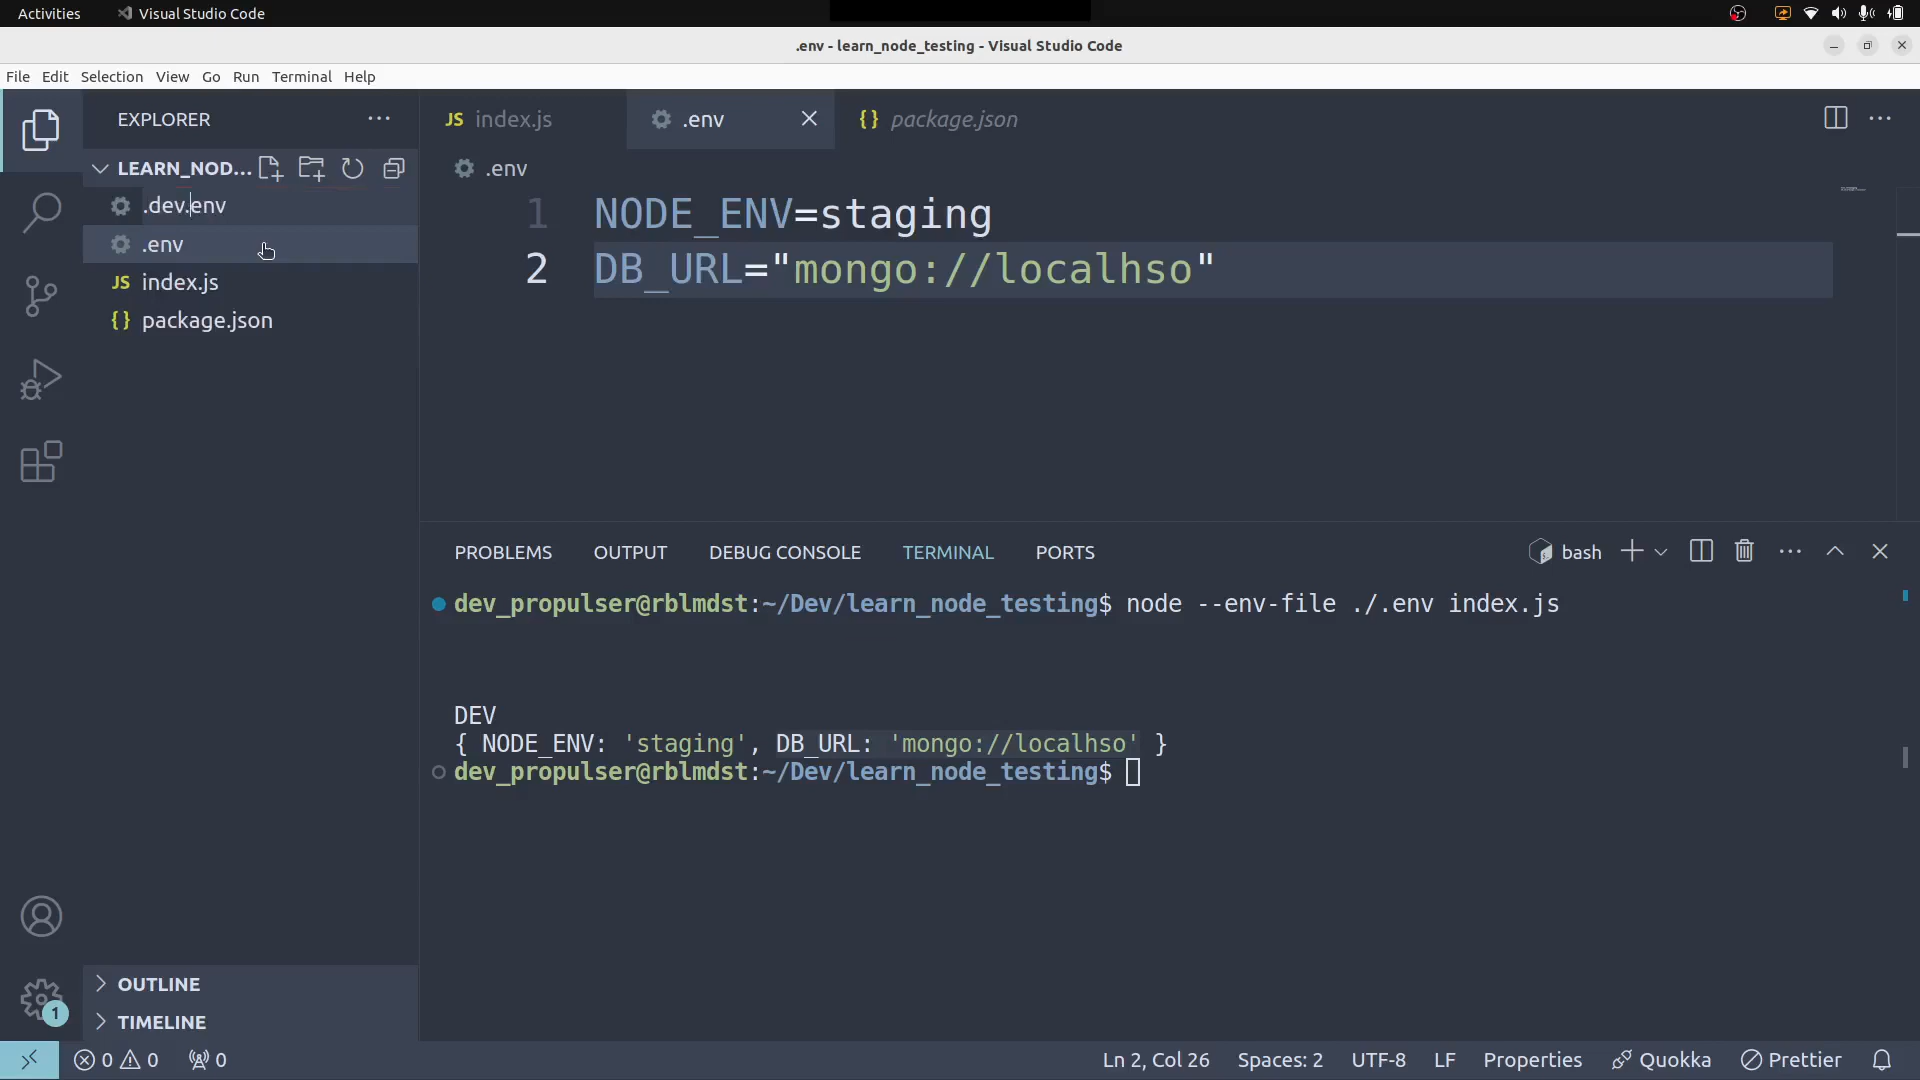 Activities Visual Studio Code
.env - learn_node_testing - Visual Studio Code
File Edit Selection View Go Run Terminal Help
EXPLORER
JS index.js .env {} package.json
LEARN_NOD...
.env
.dev.env
.env
JS index.js
{} package.json
1 NODE_ENV=staging
2 DB_URL="mongo://localhso"
PROBLEMS OUTPUT DEBUG CONSOLE TERMINAL PORTS
bash
dev_propulser@rblmdst:~/Dev/learn_node_testing$ node --env-file ./.env index.js
DEV
{ NODE_ENV: 'staging', DB_URL: 'mongo://localhso' }
dev_propulser@rblmdst:~/Dev/learn_node_testing$
OUTLINE
1
TIMELINE
0 0 0 Ln 2, Col 26 Spaces: 2 UTF-8 LF Properties Quokka Prettier